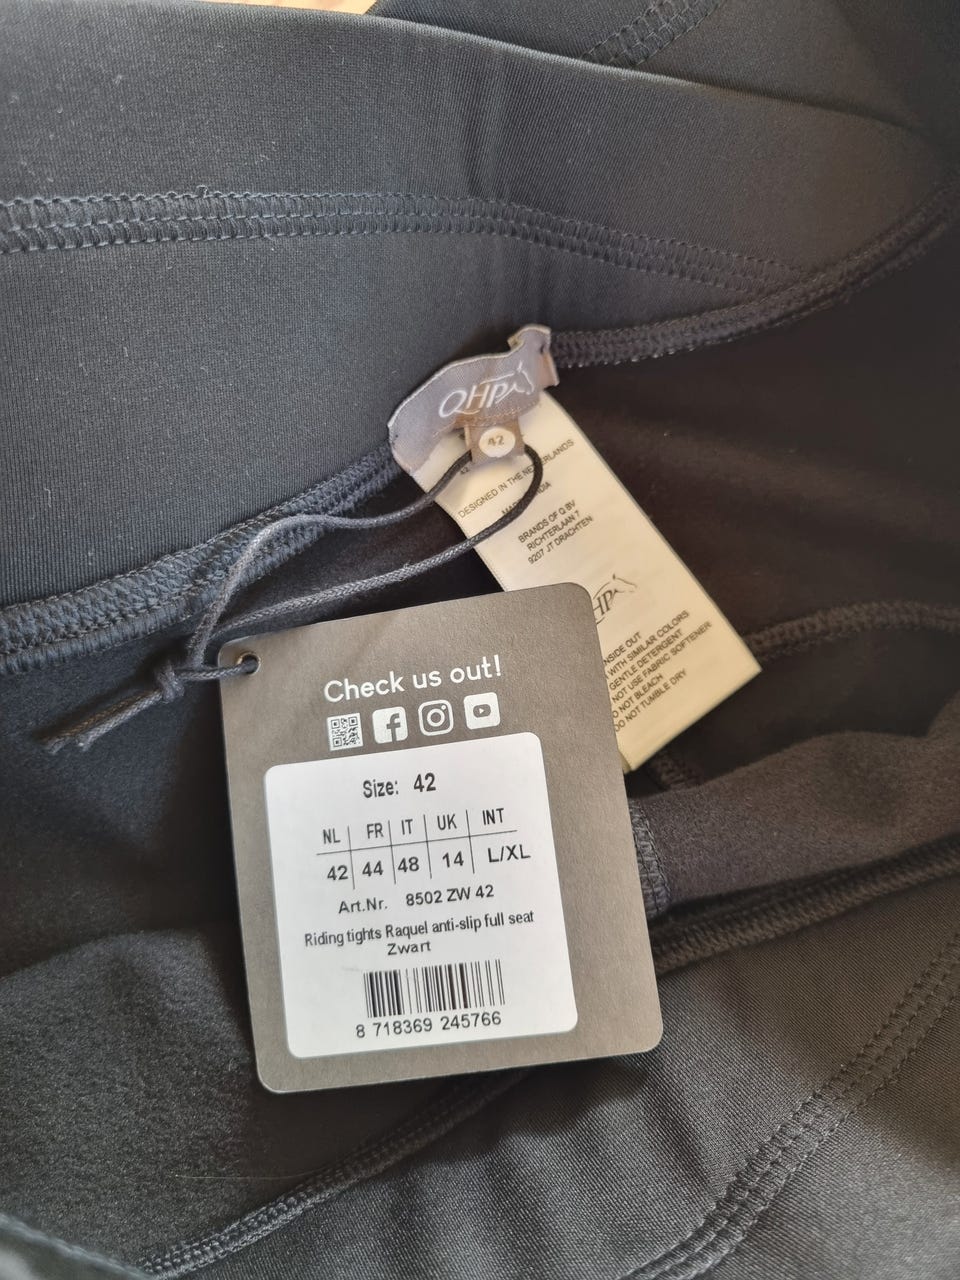 QHP
42
DESIGNED IN THE NETHERLANDS
BRANDS OF Q BV
RICHTERLAAN 7
9207 JT DRACHTEN
HP
NSIDE OUT
WITH SIMILAR COLORS
GENTLE DETERGENT
NOT USE FABRIC SOFTENER
O NOT BLEACH
DO NOT TUMBLE DRY
Check us out!
Size: 42
NL FR IT UK INT
42 44 48 14 L/XL
Art.Nr. 8502 ZW 42
Riding tights Raquel anti-slip full seat
Zwart
8 718369 245766